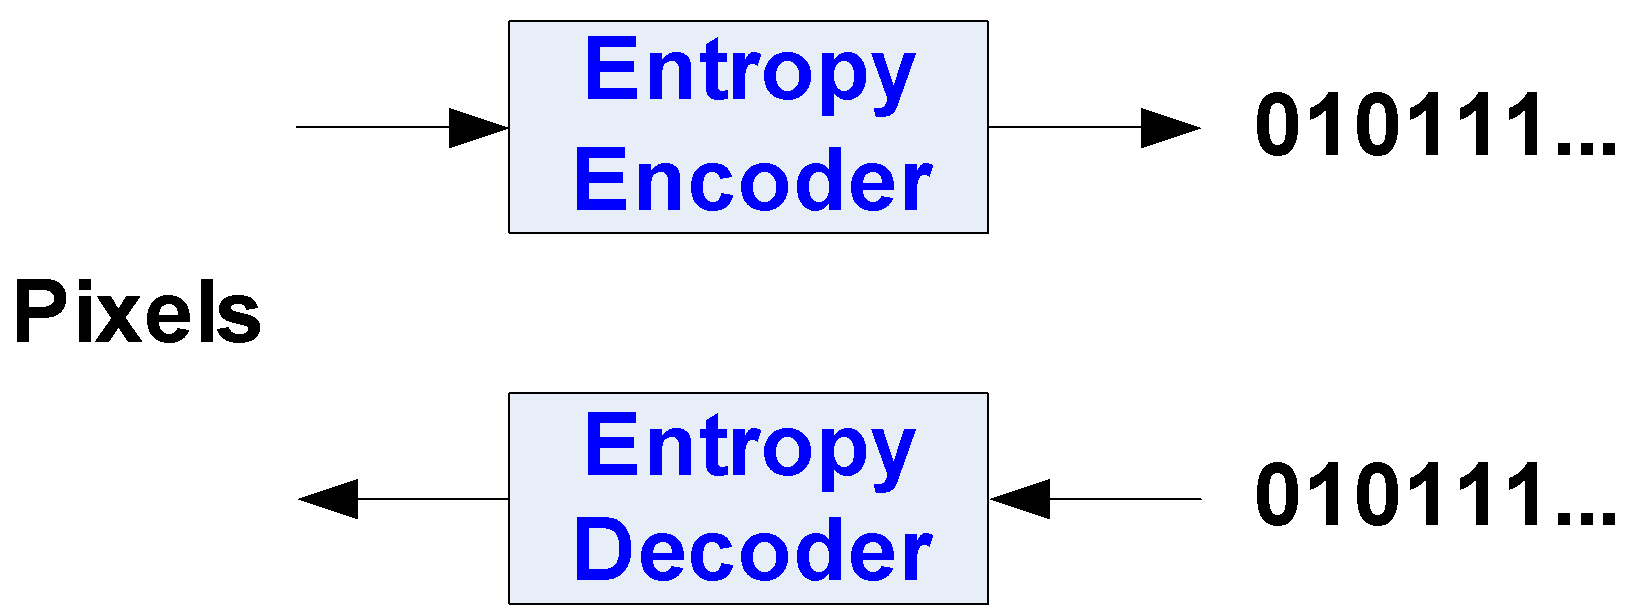 Entropy
Encoder
010111...
Pixels
Entropy
Decoder
010111...